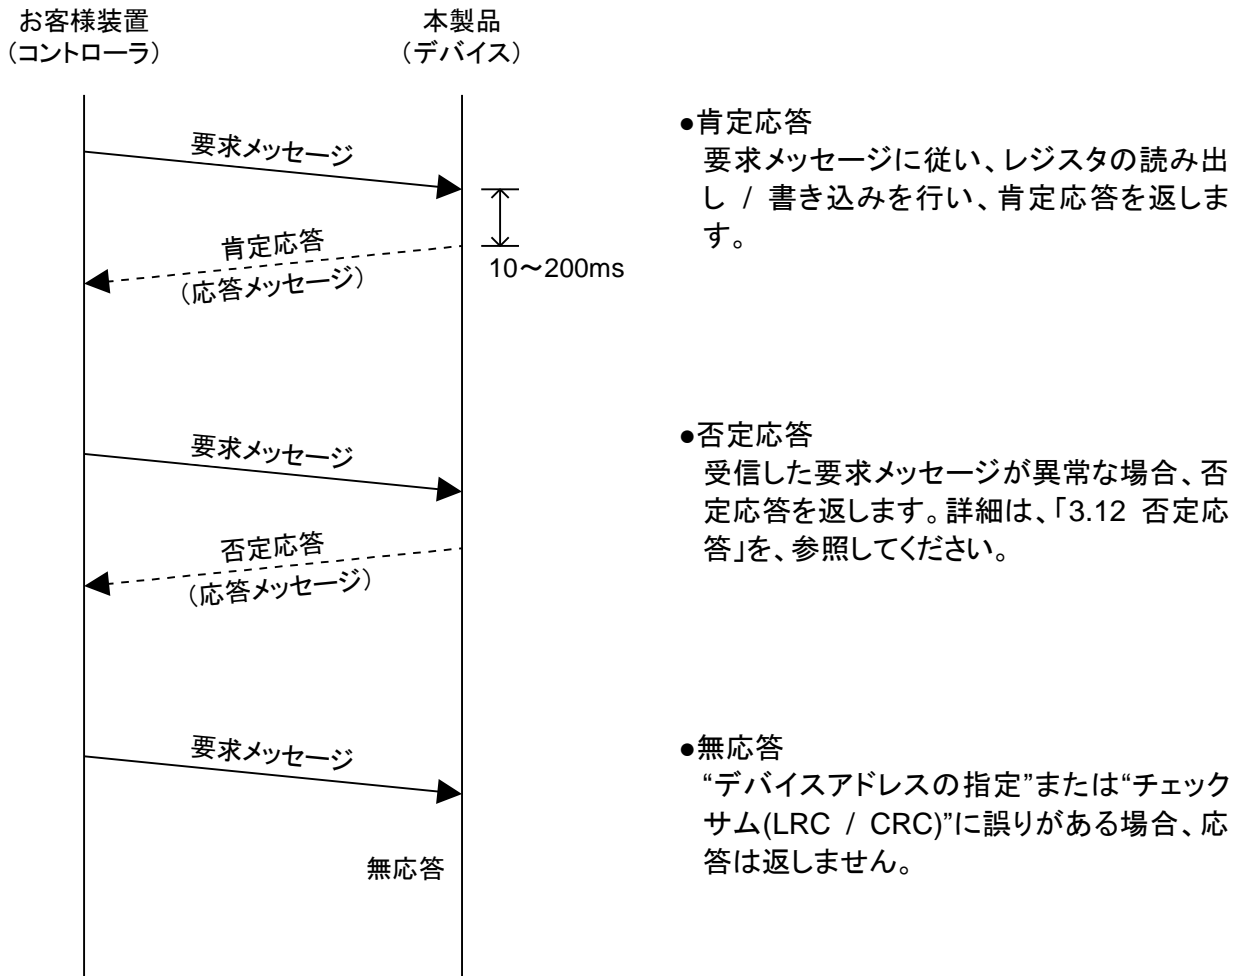 お客様装置
（コントローラ）
本製品
（デバイス）
要求メッセージ
肯定応答
（応答メッセージ）
10～200ms
●肯定応答
要求メッセージに従い、レジスタの読み出
し / 書き込みを行い、肯定応答を返しま
す。
要求メッセージ
否定応答
（応答メッセージ）
●否定応答
受信した要求メッセージが異常な場合、否
定応答を返します。詳細は、「3.12 否定応
答」を、参照してください。
要求メッセージ
無応答
●無応答
“デバイスアドレスの指定”または“チェック
サム(LRC / CRC)”に誤りがある場合、応
答は返しません。